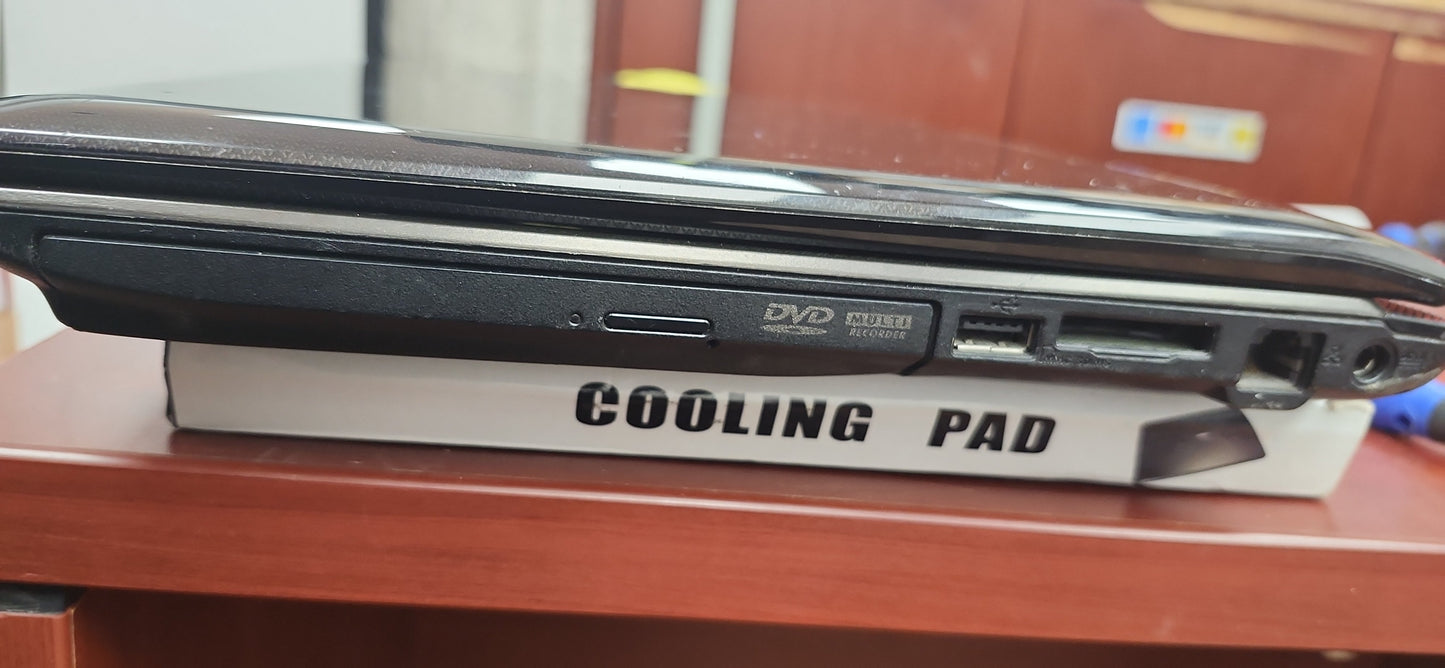 DVD MULTI
RECORDER
COOLING PAD